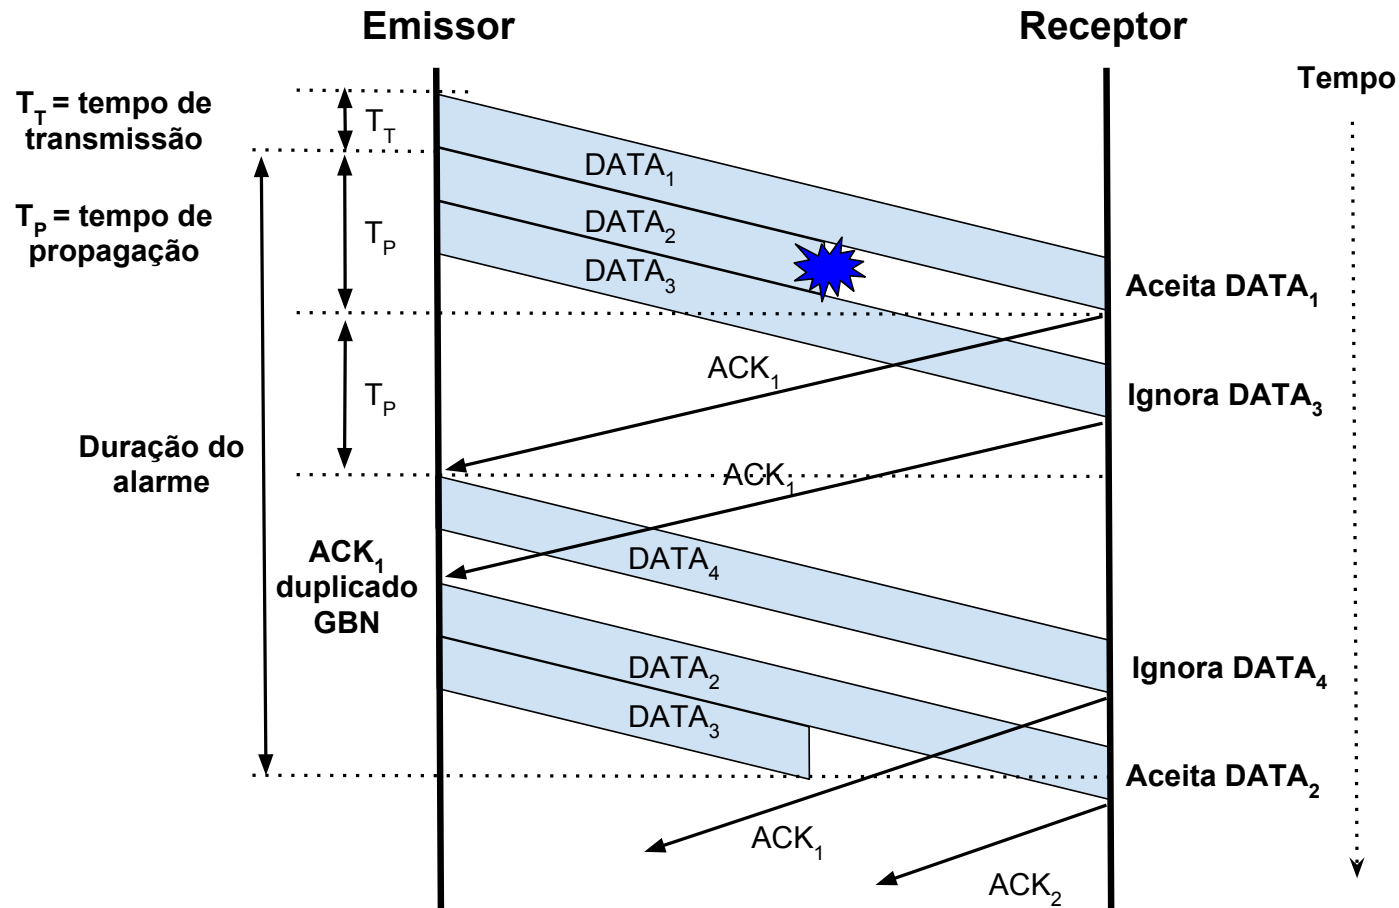 Emissor
Receptor
Tempo
T_T = tempo de
transmissão
T_T
DATA_1
T_P = tempo de
propagação
T_P
DATA_2
DATA_3
Aceita DATA_1
ACK_1
T_P
Ignora DATA_3
Duração do
alarme
ACK_1
ACK_1
duplicado
GBN
DATA_4
DATA_2
Ignora DATA_4
DATA_3
Aceita DATA_2
ACK_1
ACK_2